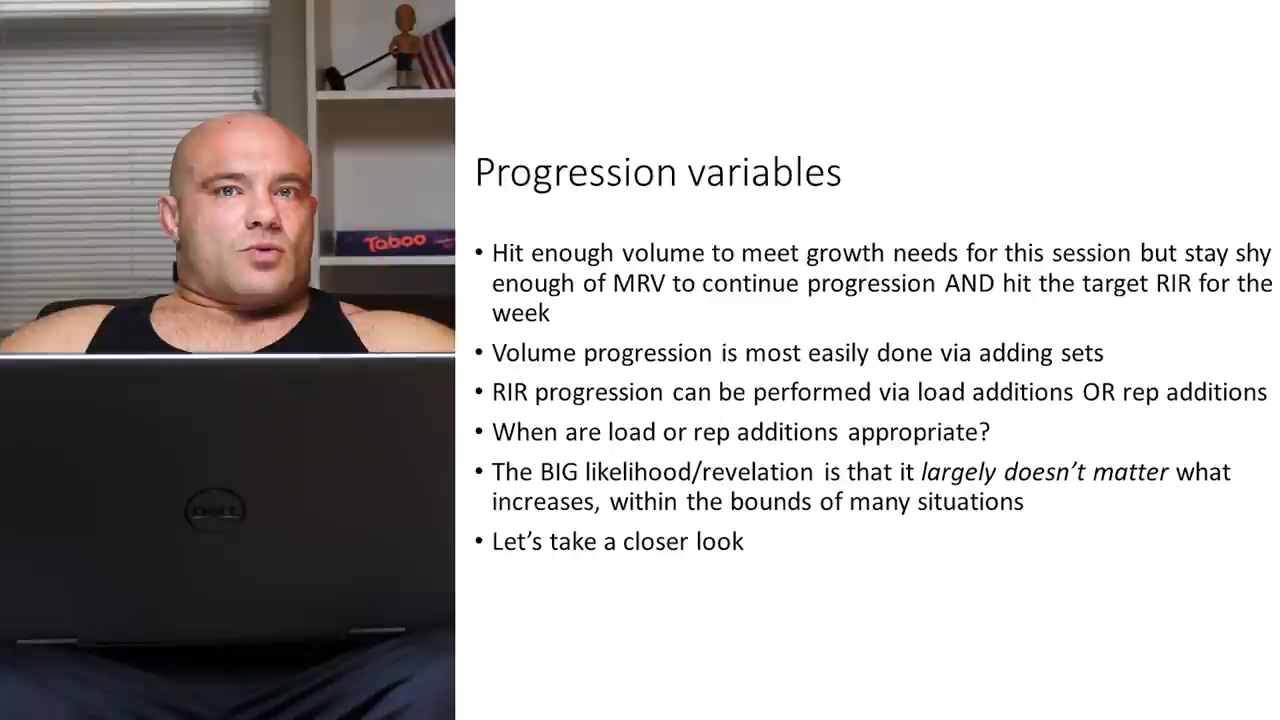 Taboo
DELL
Progression variables
• Hit enough volume to meet growth needs for this session but stay shy
enough of MRV to continue progression AND hit the target RIR for the
week
• Volume progression is most easily done via adding sets
• RIR progression can be performed via load additions OR rep additions
• When are load or rep additions appropriate?
• The BIG likelihood/revelation is that it largely doesn’t matter what
increases, within the bounds of many situations
• Let’s take a closer look